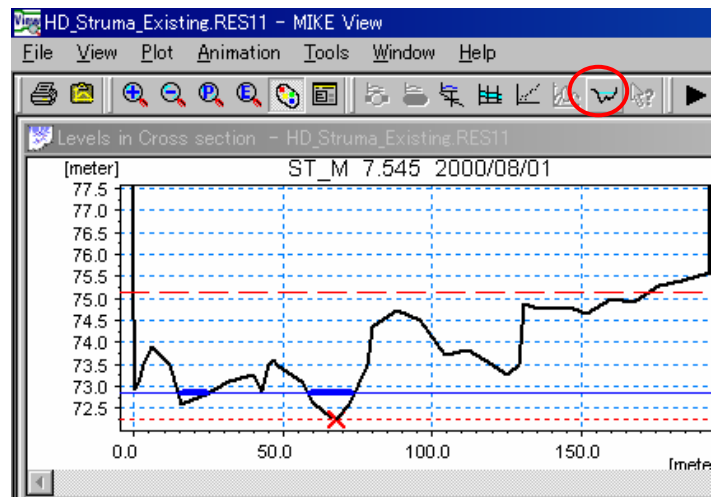 HD_Struma_Existing.RES11 - MIKE View
File View Plot Animation Tools Window Help
Levels in Cross section - HD_Struma_Existing.RES11
[meter] ST_M 7.545 2000/08/01
77.5
77.0
76.5
76.0
75.5
75.0
74.5
74.0
73.5
73.0
72.5
0.0 50.0 100.0 150.0